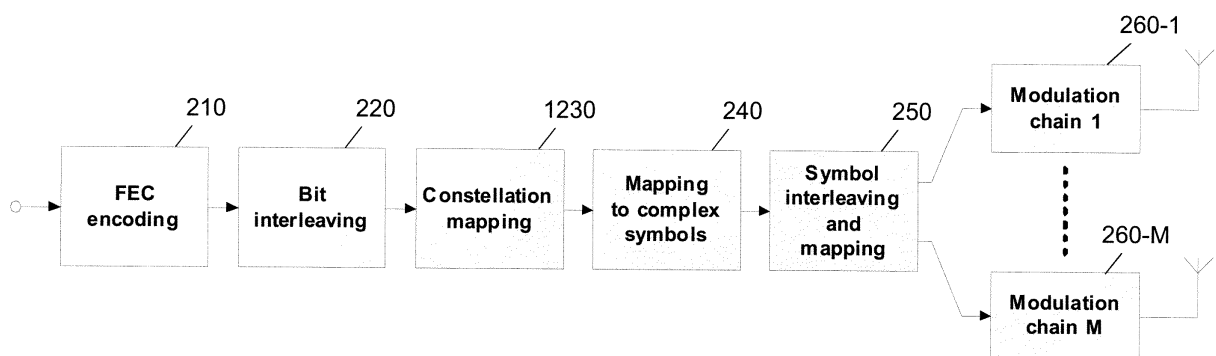 260-1
210
220
1230
240
250
Modulation
chain 1
FEC
encoding
Bit
interleaving
Constellation
mapping
Mapping
to complex
symbols
Symbol
interleaving
and
mapping
260-M
Modulation
chain M